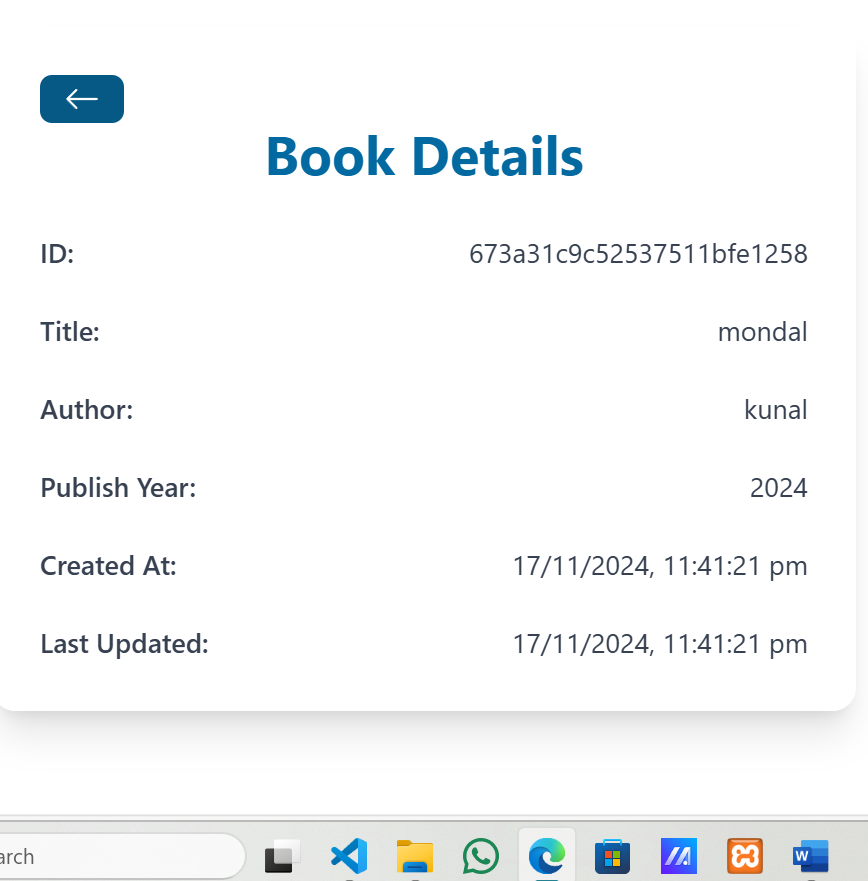 Book Details
ID: 673a31c9c52537511bfe1258
Title: mondal
Author: kunal
Publish Year: 2024
Created At: 17/11/2024, 11:41:21 pm
Last Updated: 17/11/2024, 11:41:21 pm
arch
W